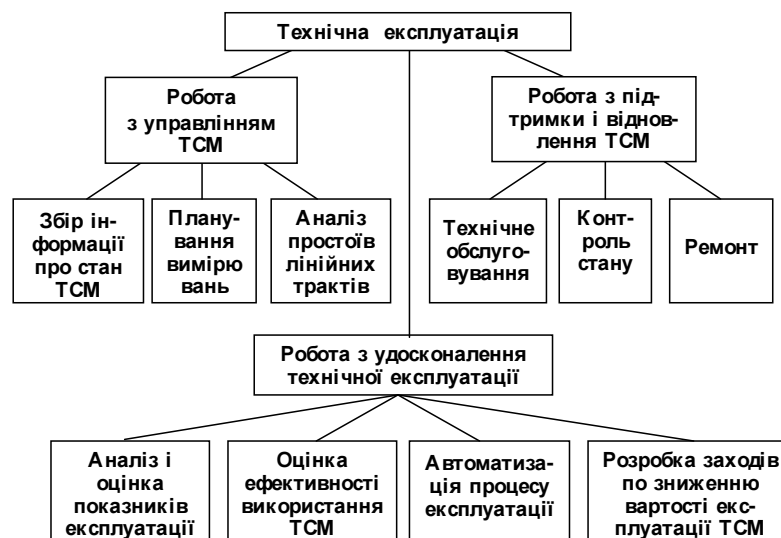 Технічна експлуатація
Робота
з управлінням
ТСМ
Робота з під-
тримки і віднов-
лення ТСМ
Збір ін-
формації
про стан
ТСМ
Плану-
вання
вимірю
вань
Аналіз
простоїв
лінійних
трактів
Технічне
обслуго-
вування
Конт-
роль
стану
Ремонт
Робота з удосконалення
технічної експлуатації
Аналіз і
оцінка
показників
експлуатації
Оцінка
ефективності
використання
ТСМ
Автоматиза-
ція процесу
експлуатації
Розробка заходів
по зниженню
вартості екс-
плуатації ТСМ